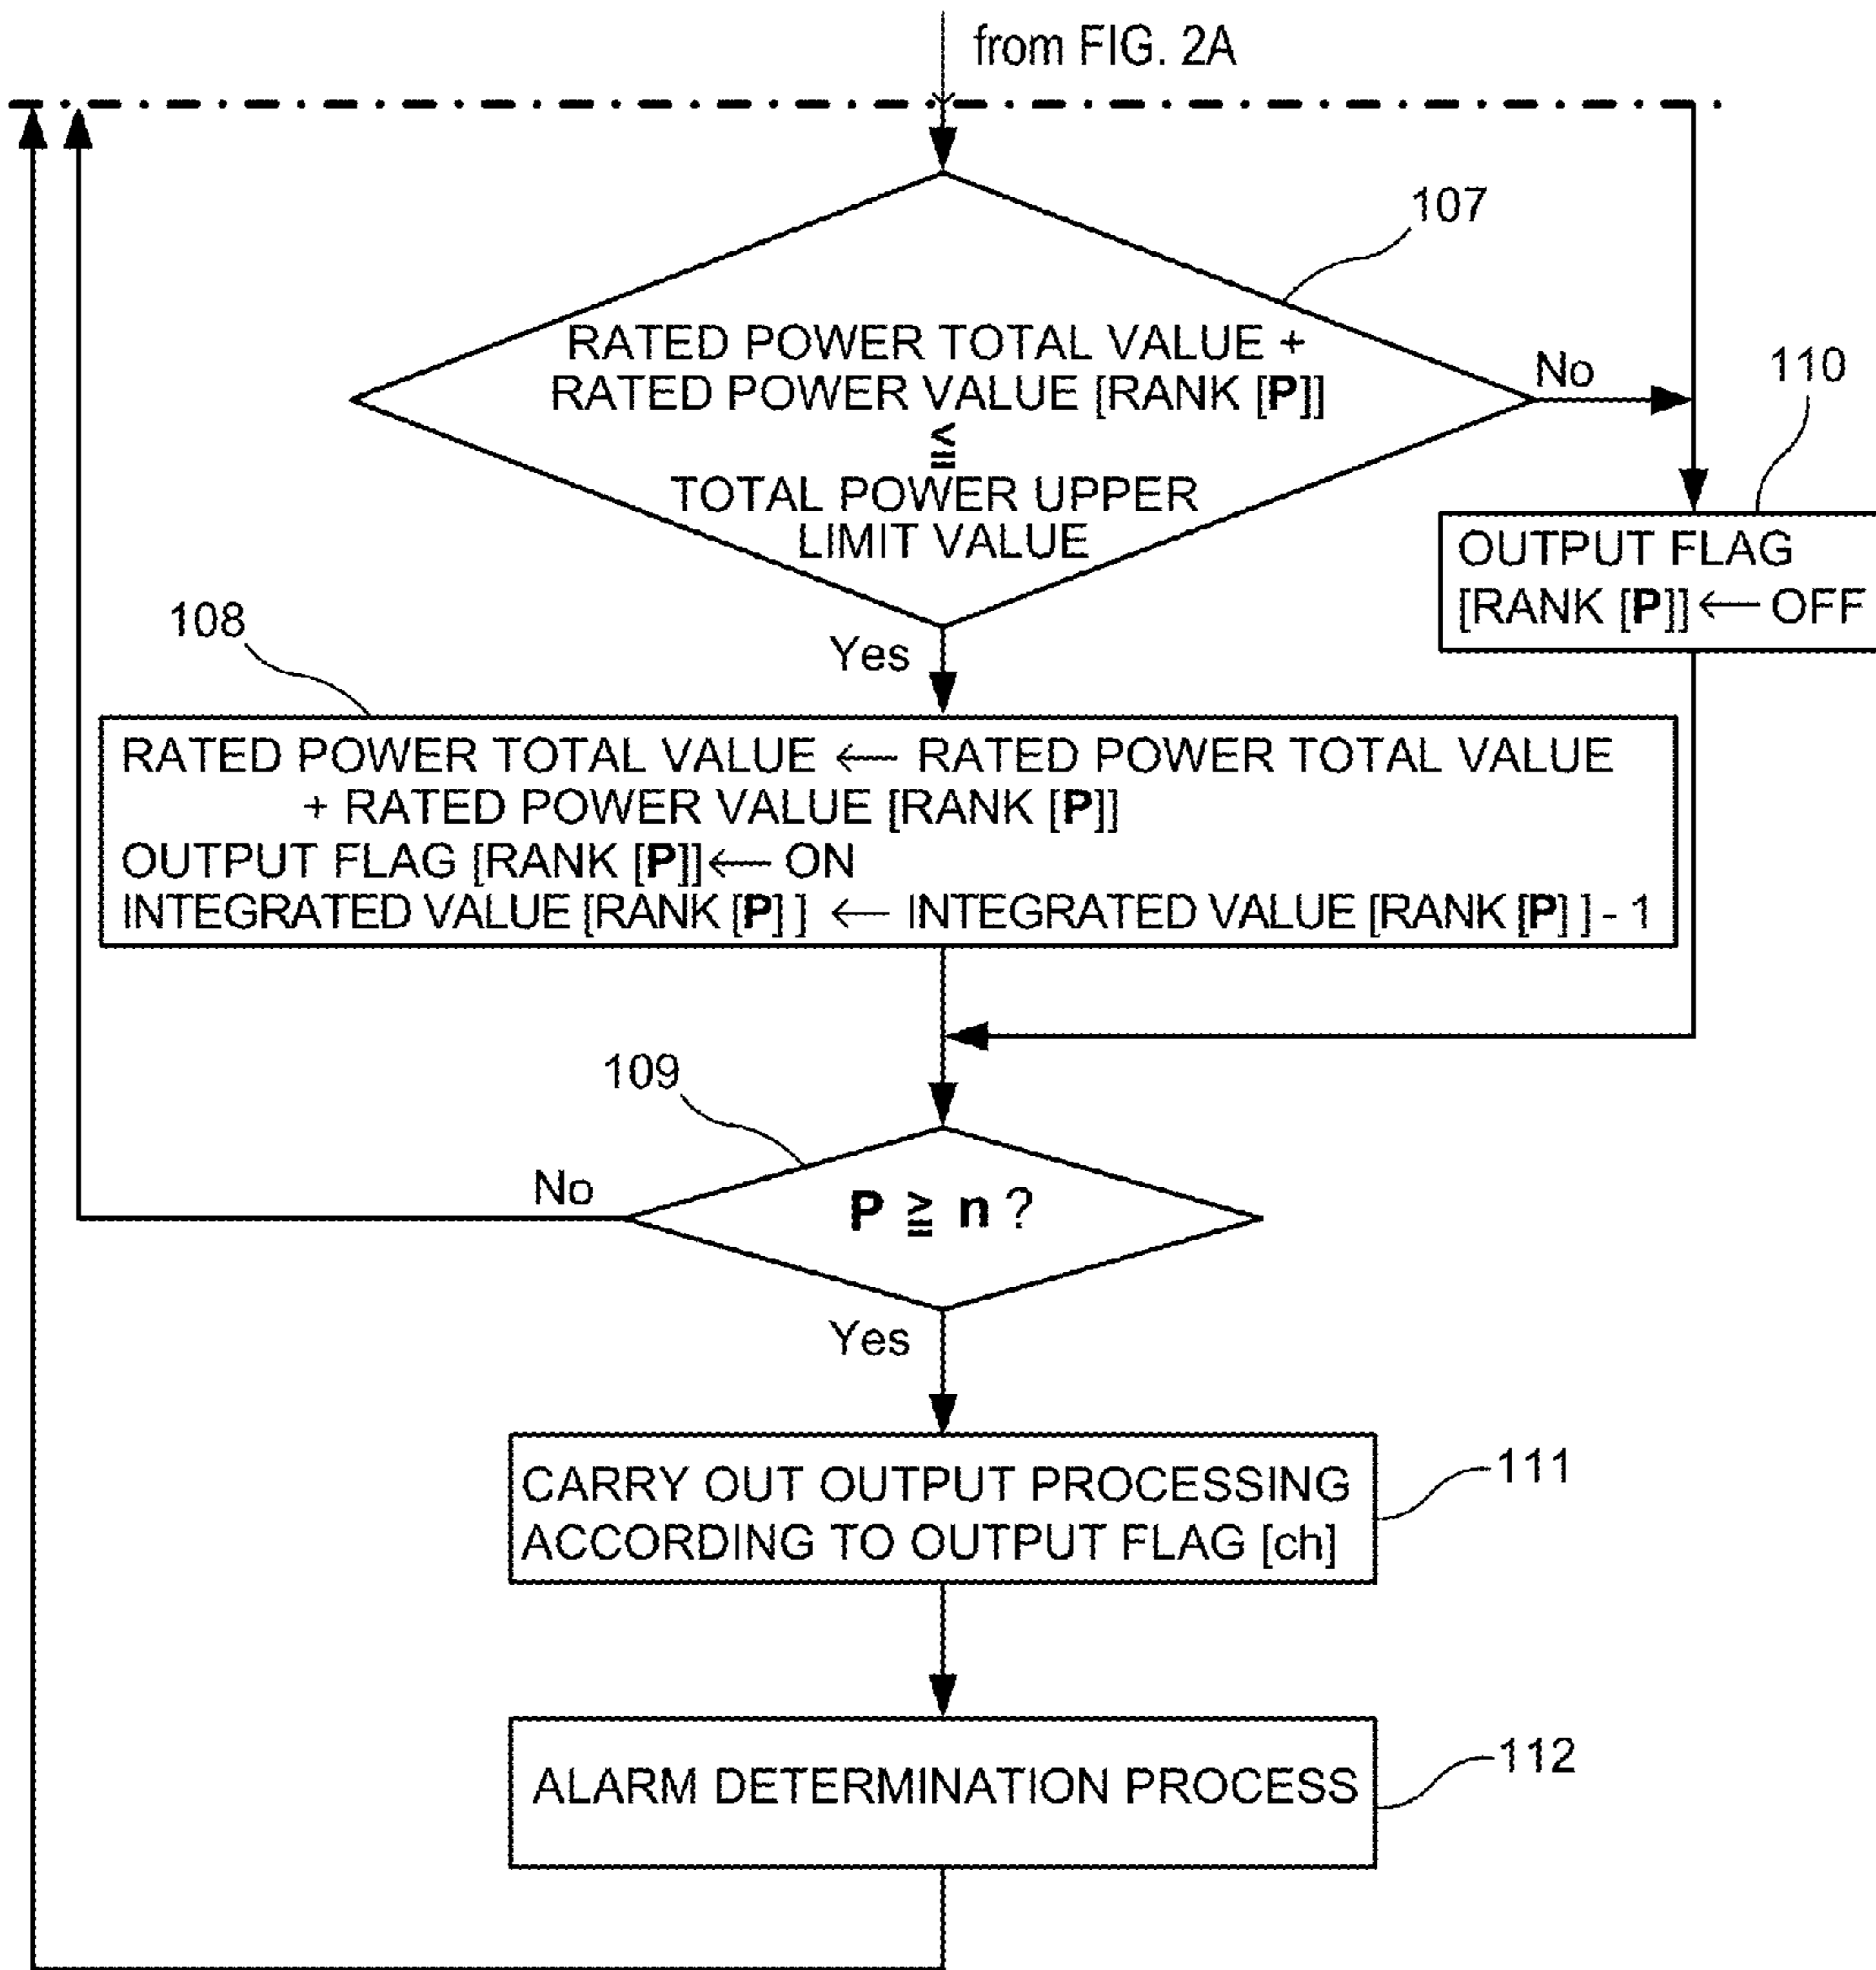 from FIG. 2A
107
RATED POWER TOTAL VALUE +
RATED POWER VALUE [RANK [P]]
≦
TOTAL POWER UPPER
LIMIT VALUE
No
110
OUTPUT FLAG
[RANK [P]] ← OFF
Yes
108
RATED POWER TOTAL VALUE ← RATED POWER TOTAL VALUE
+ RATED POWER VALUE [RANK [P]]
OUTPUT FLAG [RANK [P]] ← ON
INTEGRATED VALUE [RANK [P] ] ← INTEGRATED VALUE [RANK [P] ] - 1
109
No
P ≧ n ?
Yes
CARRY OUT OUTPUT PROCESSING
ACCORDING TO OUTPUT FLAG [ch]
111
ALARM DETERMINATION PROCESS
112